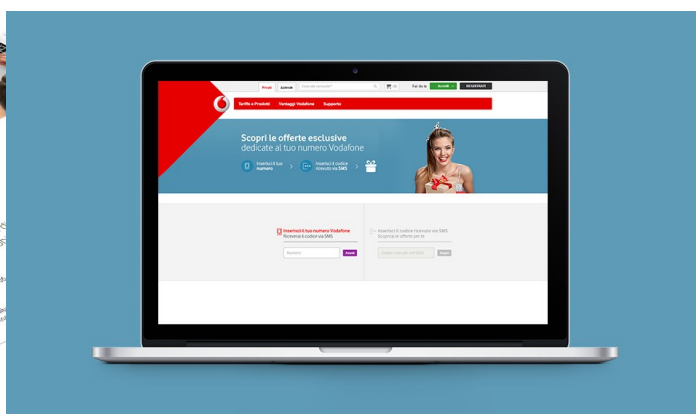 Privati
Aziende
Fai da te
Accedi
REGISTRATI
Tariffe e Prodotti
Vantaggi Vodafone
Supporto
Scopri le offerte esclusive
dedicate al tuo numero Vodafone
Inserisci il tuo
numero
Inserisci il codice
ricevuto via SMS
Inserisci il tuo numero Vodafone
Riceverai il codice via SMS
Numero
Avanti
Inserisci il codice ricevuto via SMS
Scoprirai le offerte per te